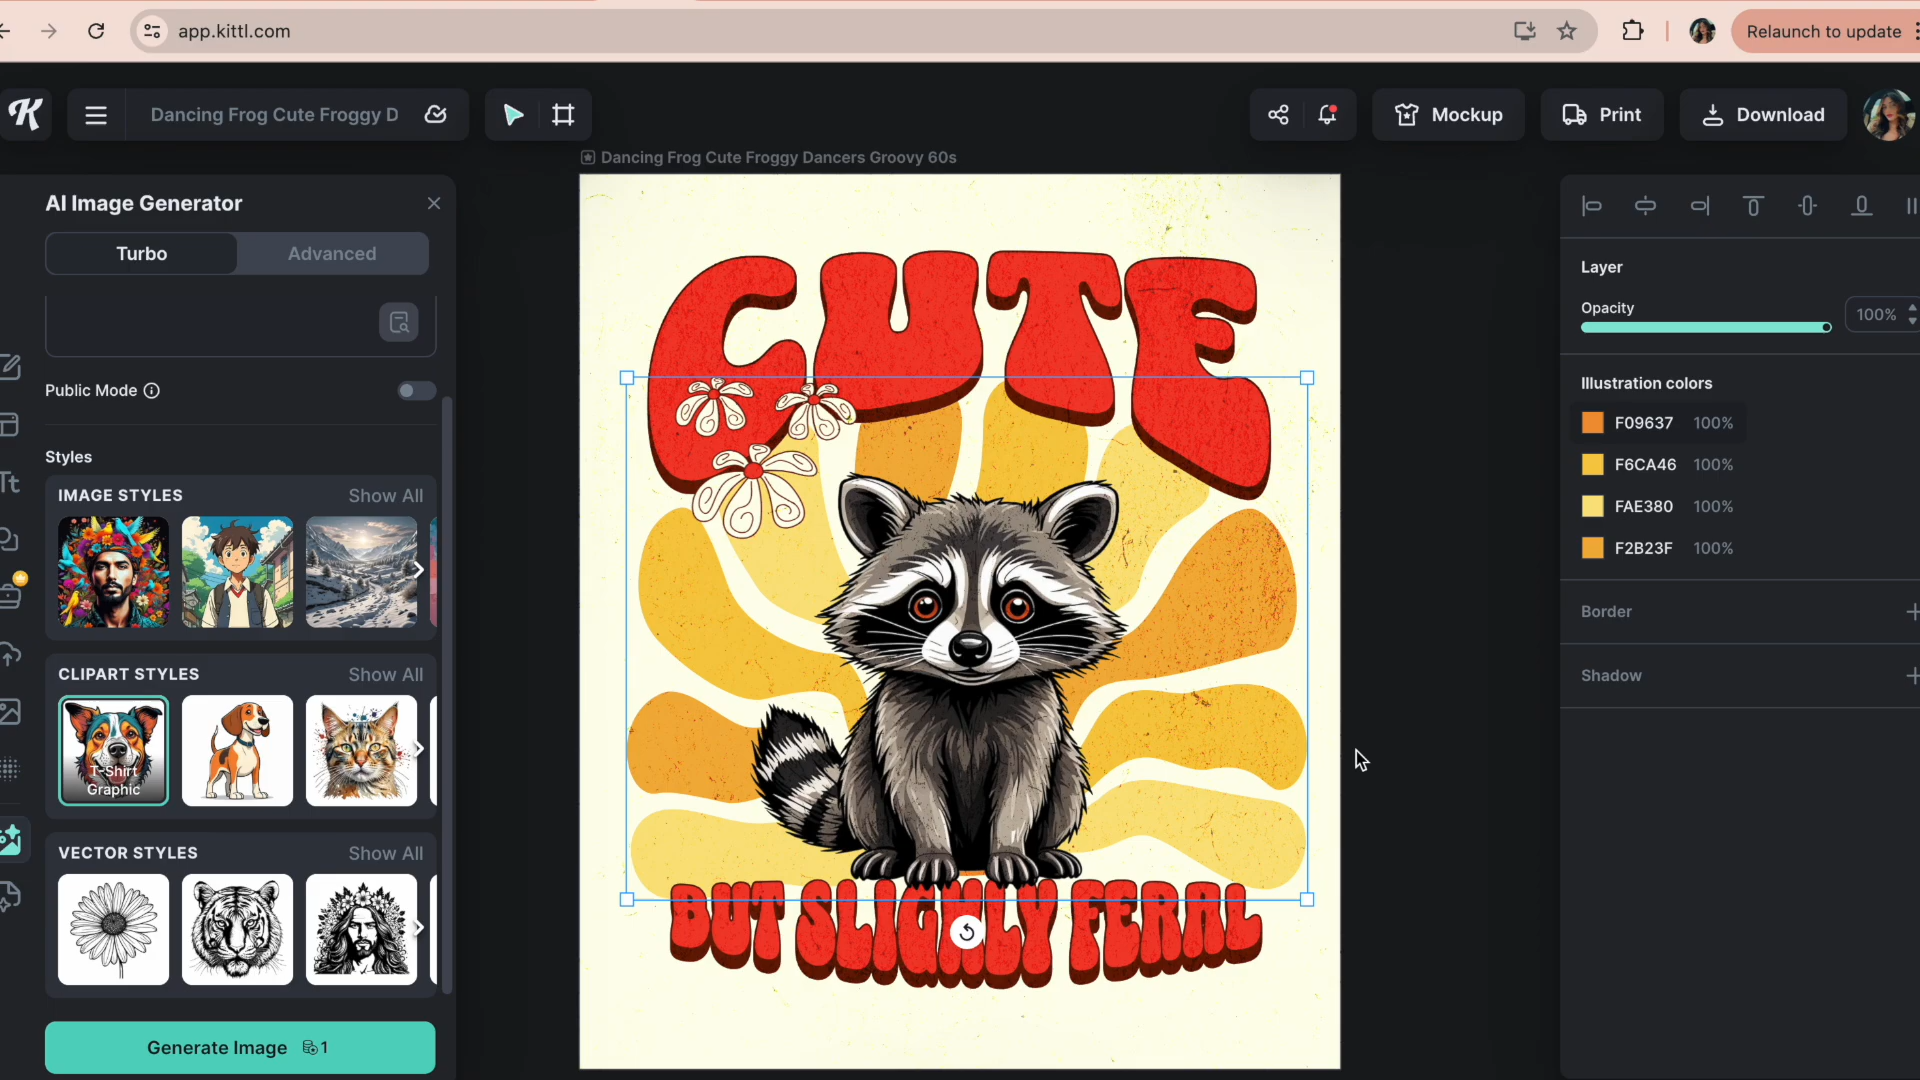 app.kittl.com
Relaunch to update
Dancing Frog Cute Froggy D
Mockup
Print
Download
Dancing Frog Cute Froggy Dancers Groovy 60s
AI Image Generator
Turbo
Advanced
Public Mode
Styles
IMAGE STYLES
Show All
CLIPART STYLES
Show All
T-Shirt
Graphic
VECTOR STYLES
Show All
Generate Image 1
CUTE
BUT SLIGHLY FERAL
Layer
Opacity
100%
Illustration colors
F09637 100%
F6CA46 100%
FAE380 100%
F2B23F 100%
Border
Shadow